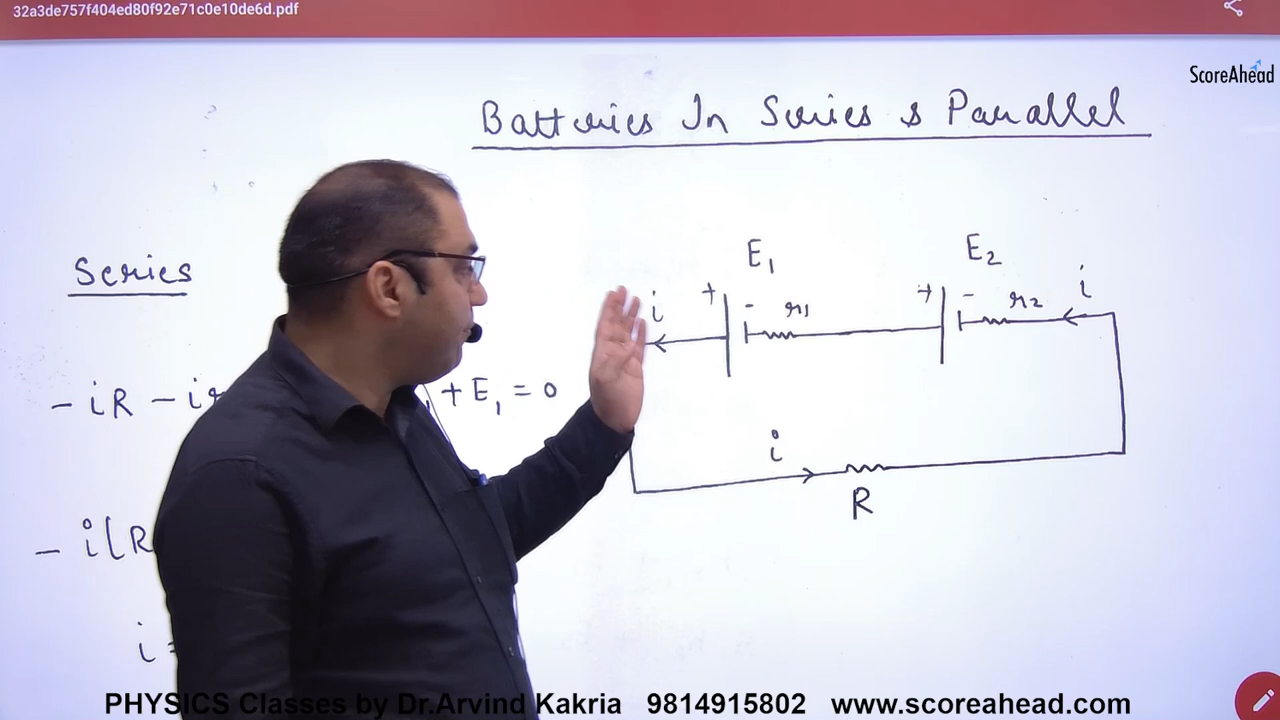 32a3de757f404ed80f92e71c0e10de6d.pdf
ScoreAhead
Batteries In Series & Parallel
Series
E₁
E₂
i
+
-
r₁
+
-
r₂
i
- iR - i
+ E₁ = 0
i
R
- i(R
i =
PHYSICS Classes by Dr.Arvind Kakria 9814915802 www.scoreahead.com